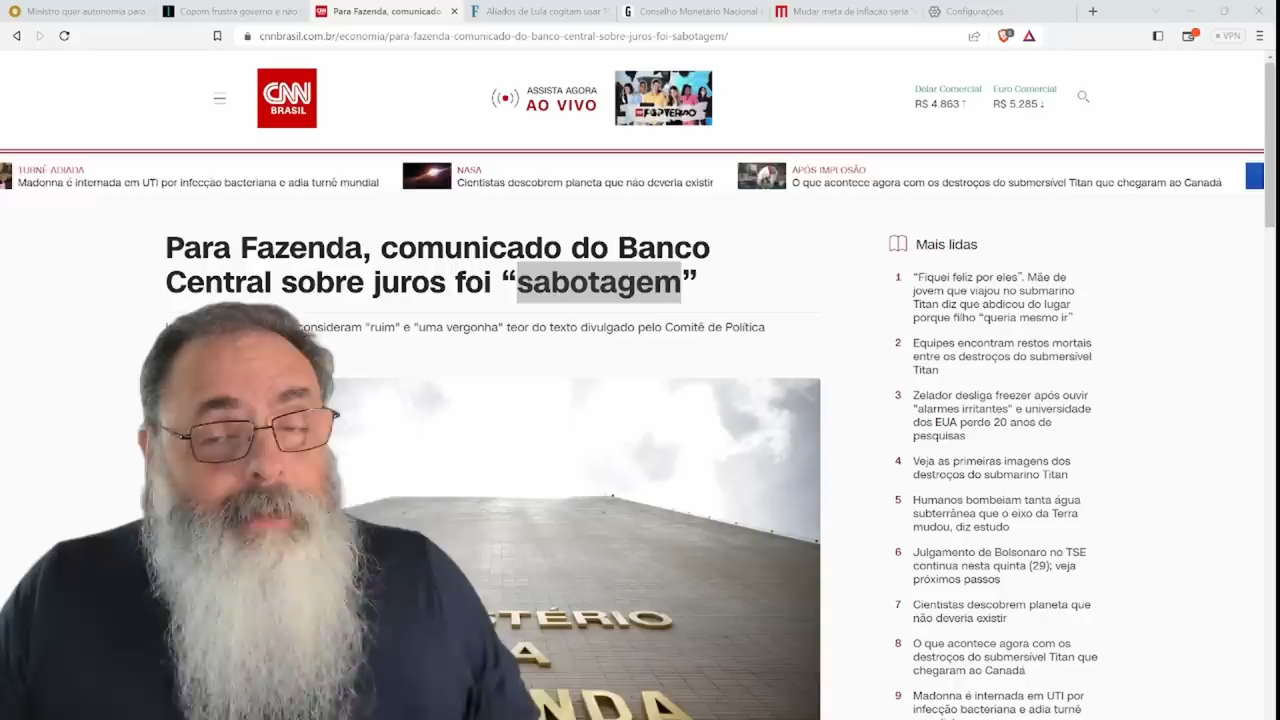 Ministro quer autonomia para
Copom frustra governo e não
Para Fazenda, comunicado
Aliados de Lula cogitam usar
Conselho Monetário Nacional
Mudar meta de inflação seria
Configurações
cnnbrasil.com.br/economia/para-fazenda-comunicado-do-banco-central-sobre-juros-foi-sabotagem/
VPN
CNN
BRASIL
ASSISTA AGORA
AO VIVO
Dólar Comercial
R$ 4.863 ↑
Euro Comercial
R$ 5.285 ↓
TURNÊ ADIADA
Madonna é internada em UTI por infecção bacteriana e adia turnê mundial
NASA
Cientistas descobrem planeta que não deveria existir
APÓS IMPLOSÃO
O que acontece agora com os destroços do submersível Titan que chegaram ao Canadá
Para Fazenda, comunicado do Banco
Central sobre juros foi “sabotagem”
consideram "ruim" e "uma vergonha" teor do texto divulgado pelo Comitê de Política
Mais lidas
1 “Fiquei feliz por eles”. Mãe de
jovem que viajou no submarino
Titan diz que abdicou do lugar
porque filho “queria mesmo ir”
2 Equipes encontram restos mortais
entre os destroços do submersível
Titan
3 Zelador desliga freezer após ouvir
"alarmes irritantes" e universidade
dos EUA perde 20 anos de
pesquisas
4 Veja as primeiras imagens dos
destroços do submarino Titan
5 Humanos bombeiam tanta água
subterrânea que o eixo da Terra
mudou, diz estudo
6 Julgamento de Bolsonaro no TSE
continua nesta quinta (29); veja
próximos passos
7 Cientistas descobrem planeta que
não deveria existir
8 O que acontece agora com os
destroços do submersível Titan que
chegaram ao Canadá
9 Madonna é internada em UTI por
infecção bacteriana e adia turnê
STÉRIO
A
NDA